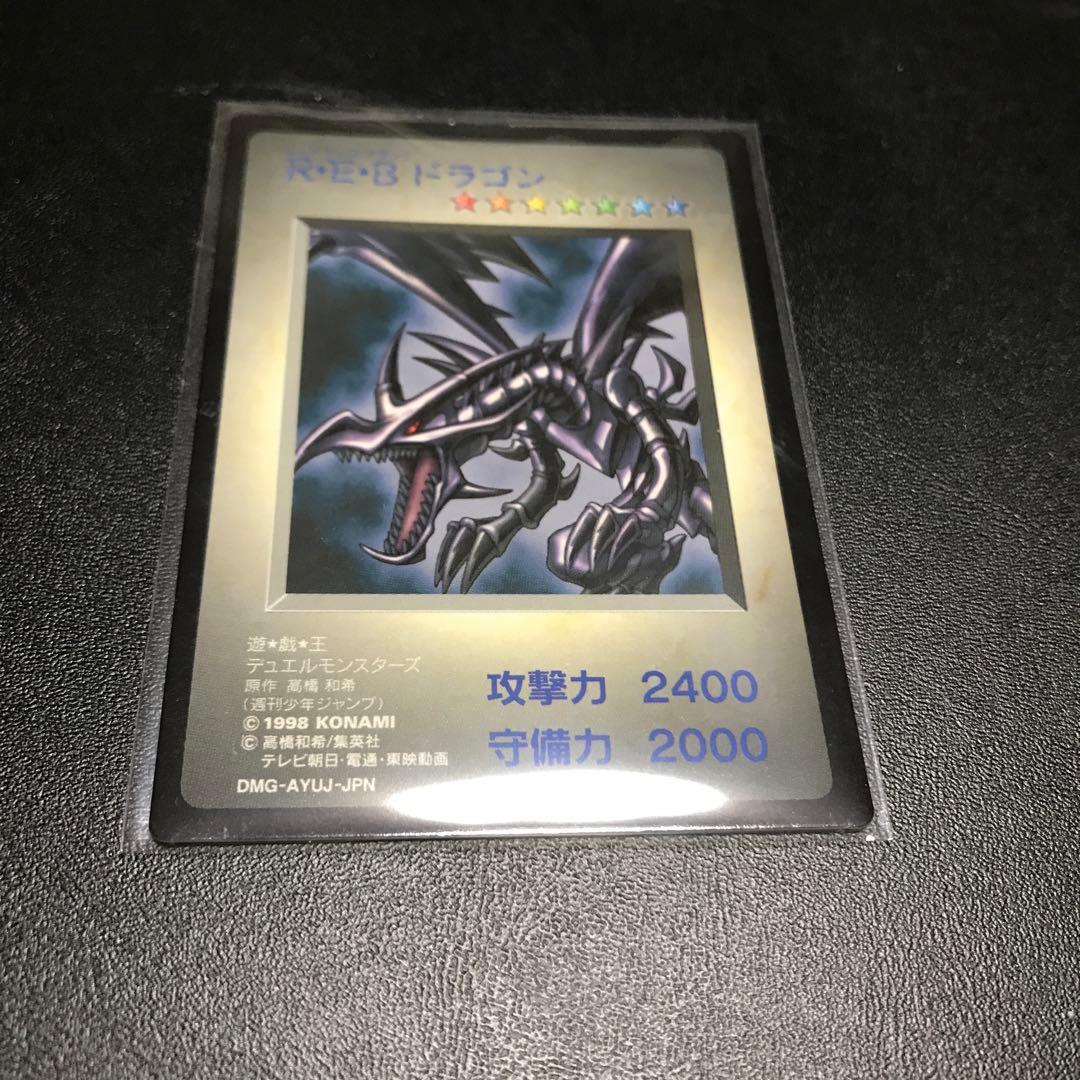 R・E・B ドラゴン
遊★戯★王
デュエルモンスターズ
原作 高橋 和希
(週刊少年ジャンプ)
© 1998 KONAMI
© 高橋和希/集英社
テレビ朝日・電通・東映動画
DMG-AYUJ-JPN
攻撃力 2400
守備力 2000